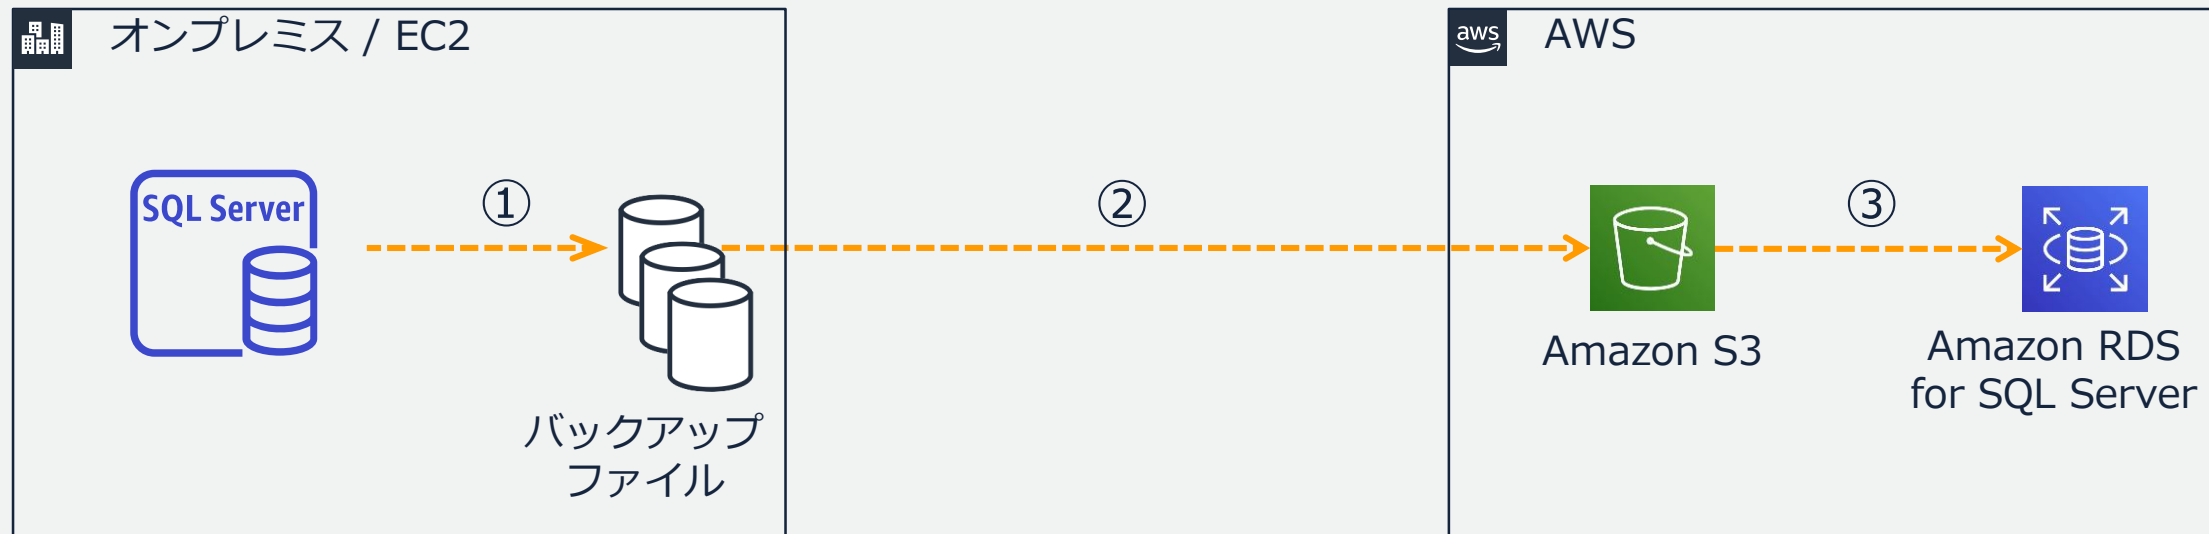 オンプレミス / EC2
aws
AWS
SQL Server
①
②
③
バックアップ
ファイル
Amazon S3
Amazon RDS
for SQL Server